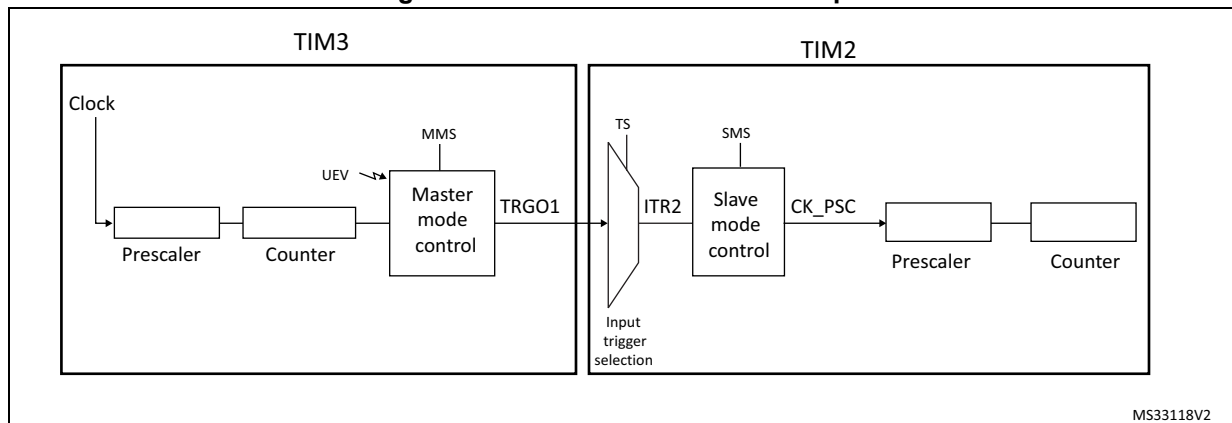 TIM3
TIM2
Clock
MMS
UEV
Master
mode
control
TRGO1
Prescaler
Counter
TS
SMS
ITR2
Slave
mode
control
CK_PSC
Prescaler
Counter
Input
trigger
selection
MS33118V2